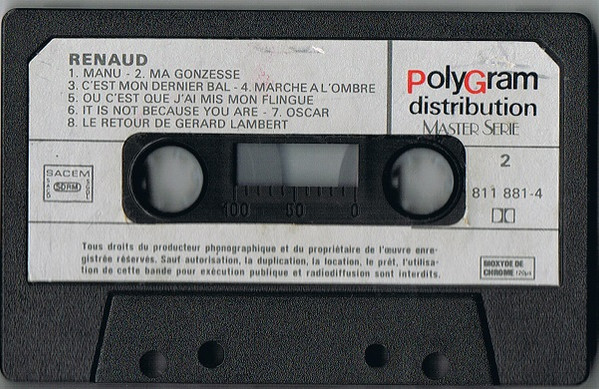 RENAUD
1. MANU - 2. MA GONZESSE
3. C'EST MON DERNIER BAL - 4. MARCHE A L'OMBRE
5. OU C'EST QUE J'AI MIS MON FLINGUE
6. IT IS NOT BECAUSE YOU ARE - 7. OSCAR
8. LE RETOUR DE GERARD LAMBERT
PolyGram
distribution
MASTER SERIE
2
811 881-4
SACEM
SDRM
100 50 0
Tous droits du producteur phonographique et du propriétaire de l'œuvre enre-
gistrée réservés. Sauf autorisation, la duplication, la location, le prêt, l'utilisa-
tion de cette bande pour exécution publique et radiodiffusion sont interdits.
BIOXYDE DE
CHROME 120µs